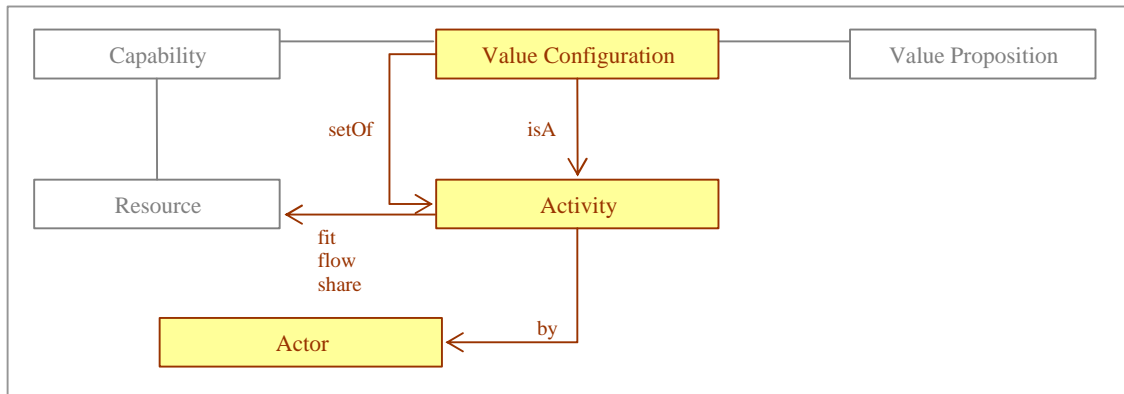 Capability
Value Configuration
Value Proposition
setOf
isA
Resource
Activity
fit
flow
share
Actor
by